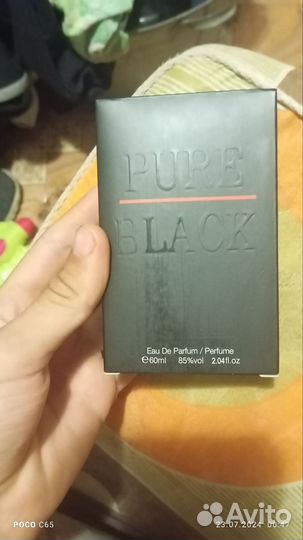 PURE
BLACK
Eau De Parfum / Perfume
℮60ml 85%vol 2.04fl.oz
POCO C65
23.07.2024 00:47
Avito